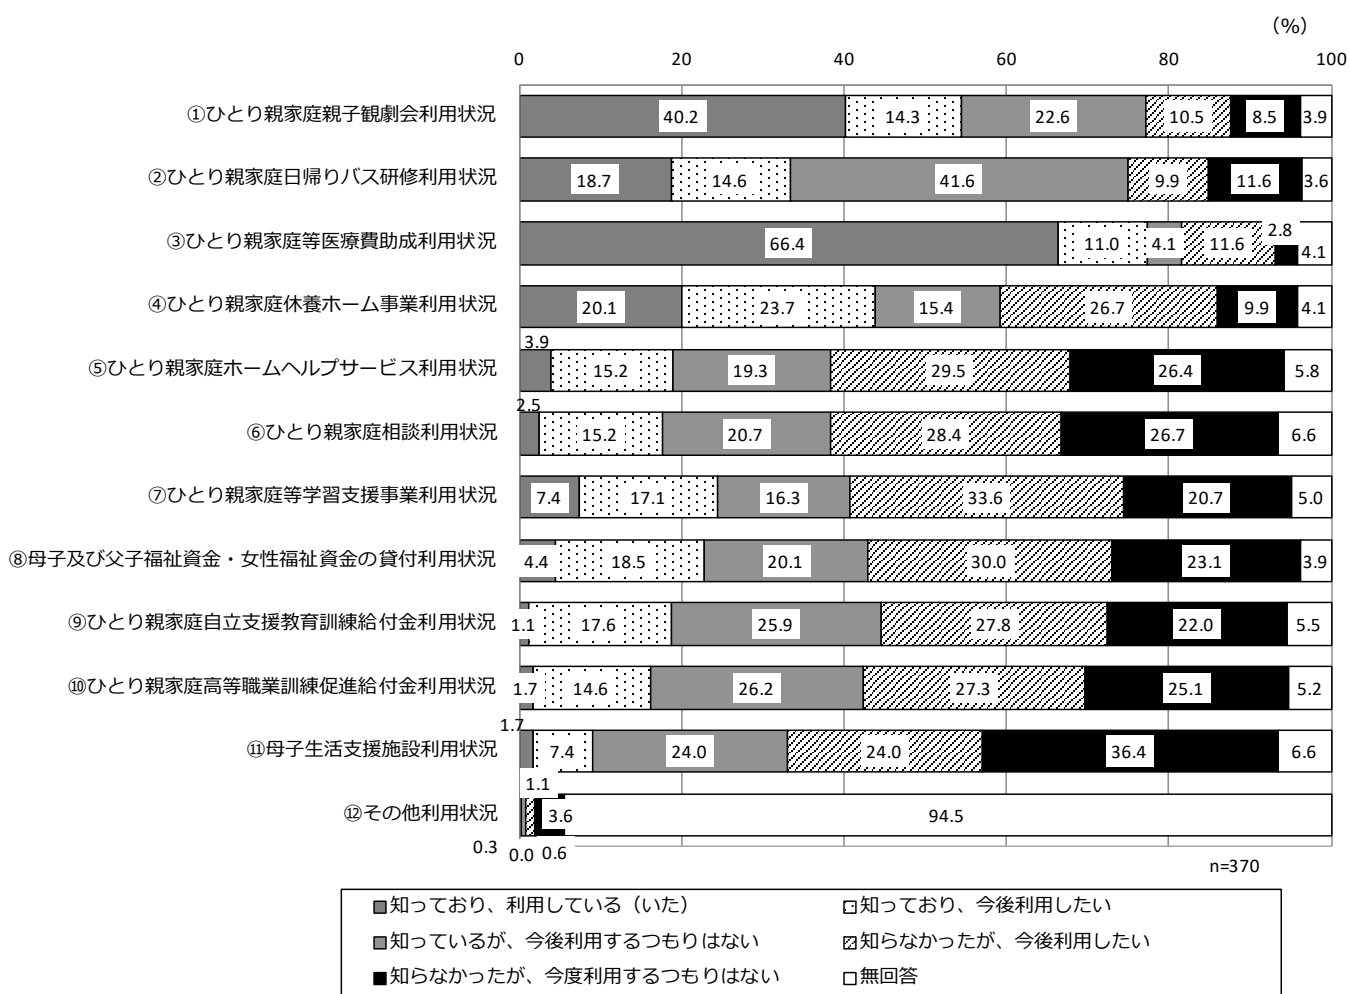 （%）
0 20 40 60 80 100
①ひとり親家庭親子観劇会利用状況 40.2 14.3 22.6 10.5 8.5 3.9
②ひとり親家庭日帰りバス研修利用状況 18.7 14.6 41.6 9.9 11.6 3.6
③ひとり親家庭等医療費助成利用状況 66.4 11.0 4.1 11.6 2.8 4.1
④ひとり親家庭休養ホーム事業利用状況 20.1 23.7 15.4 26.7 9.9 4.1
⑤ひとり親家庭ホームヘルプサービス利用状況 3.9 15.2 19.3 29.5 26.4 5.8
⑥ひとり親家庭相談利用状況 2.5 15.2 20.7 28.4 26.7 6.6
⑦ひとり親家庭等学習支援事業利用状況 7.4 17.1 16.3 33.6 20.7 5.0
⑧母子及び父子福祉資金・女性福祉資金の貸付利用状況 4.4 18.5 20.1 30.0 23.1 3.9
⑨ひとり親家庭自立支援教育訓練給付金利用状況 1.1 17.6 25.9 27.8 22.0 5.5
⑩ひとり親家庭高等職業訓練促進給付金利用状況 1.7 14.6 26.2 27.3 25.1 5.2
⑪母子生活支援施設利用状況 1.7 7.4 24.0 24.0 36.4 6.6
⑫その他利用状況 0.3 0.0 0.6 1.1 3.6 94.5
n=370
知っており、利用している（いた） 知っており、今後利用したい
知っているが、今後利用するつもりはない 知らなかったが、今後利用したい
知らなかったが、今度利用するつもりはない 無回答